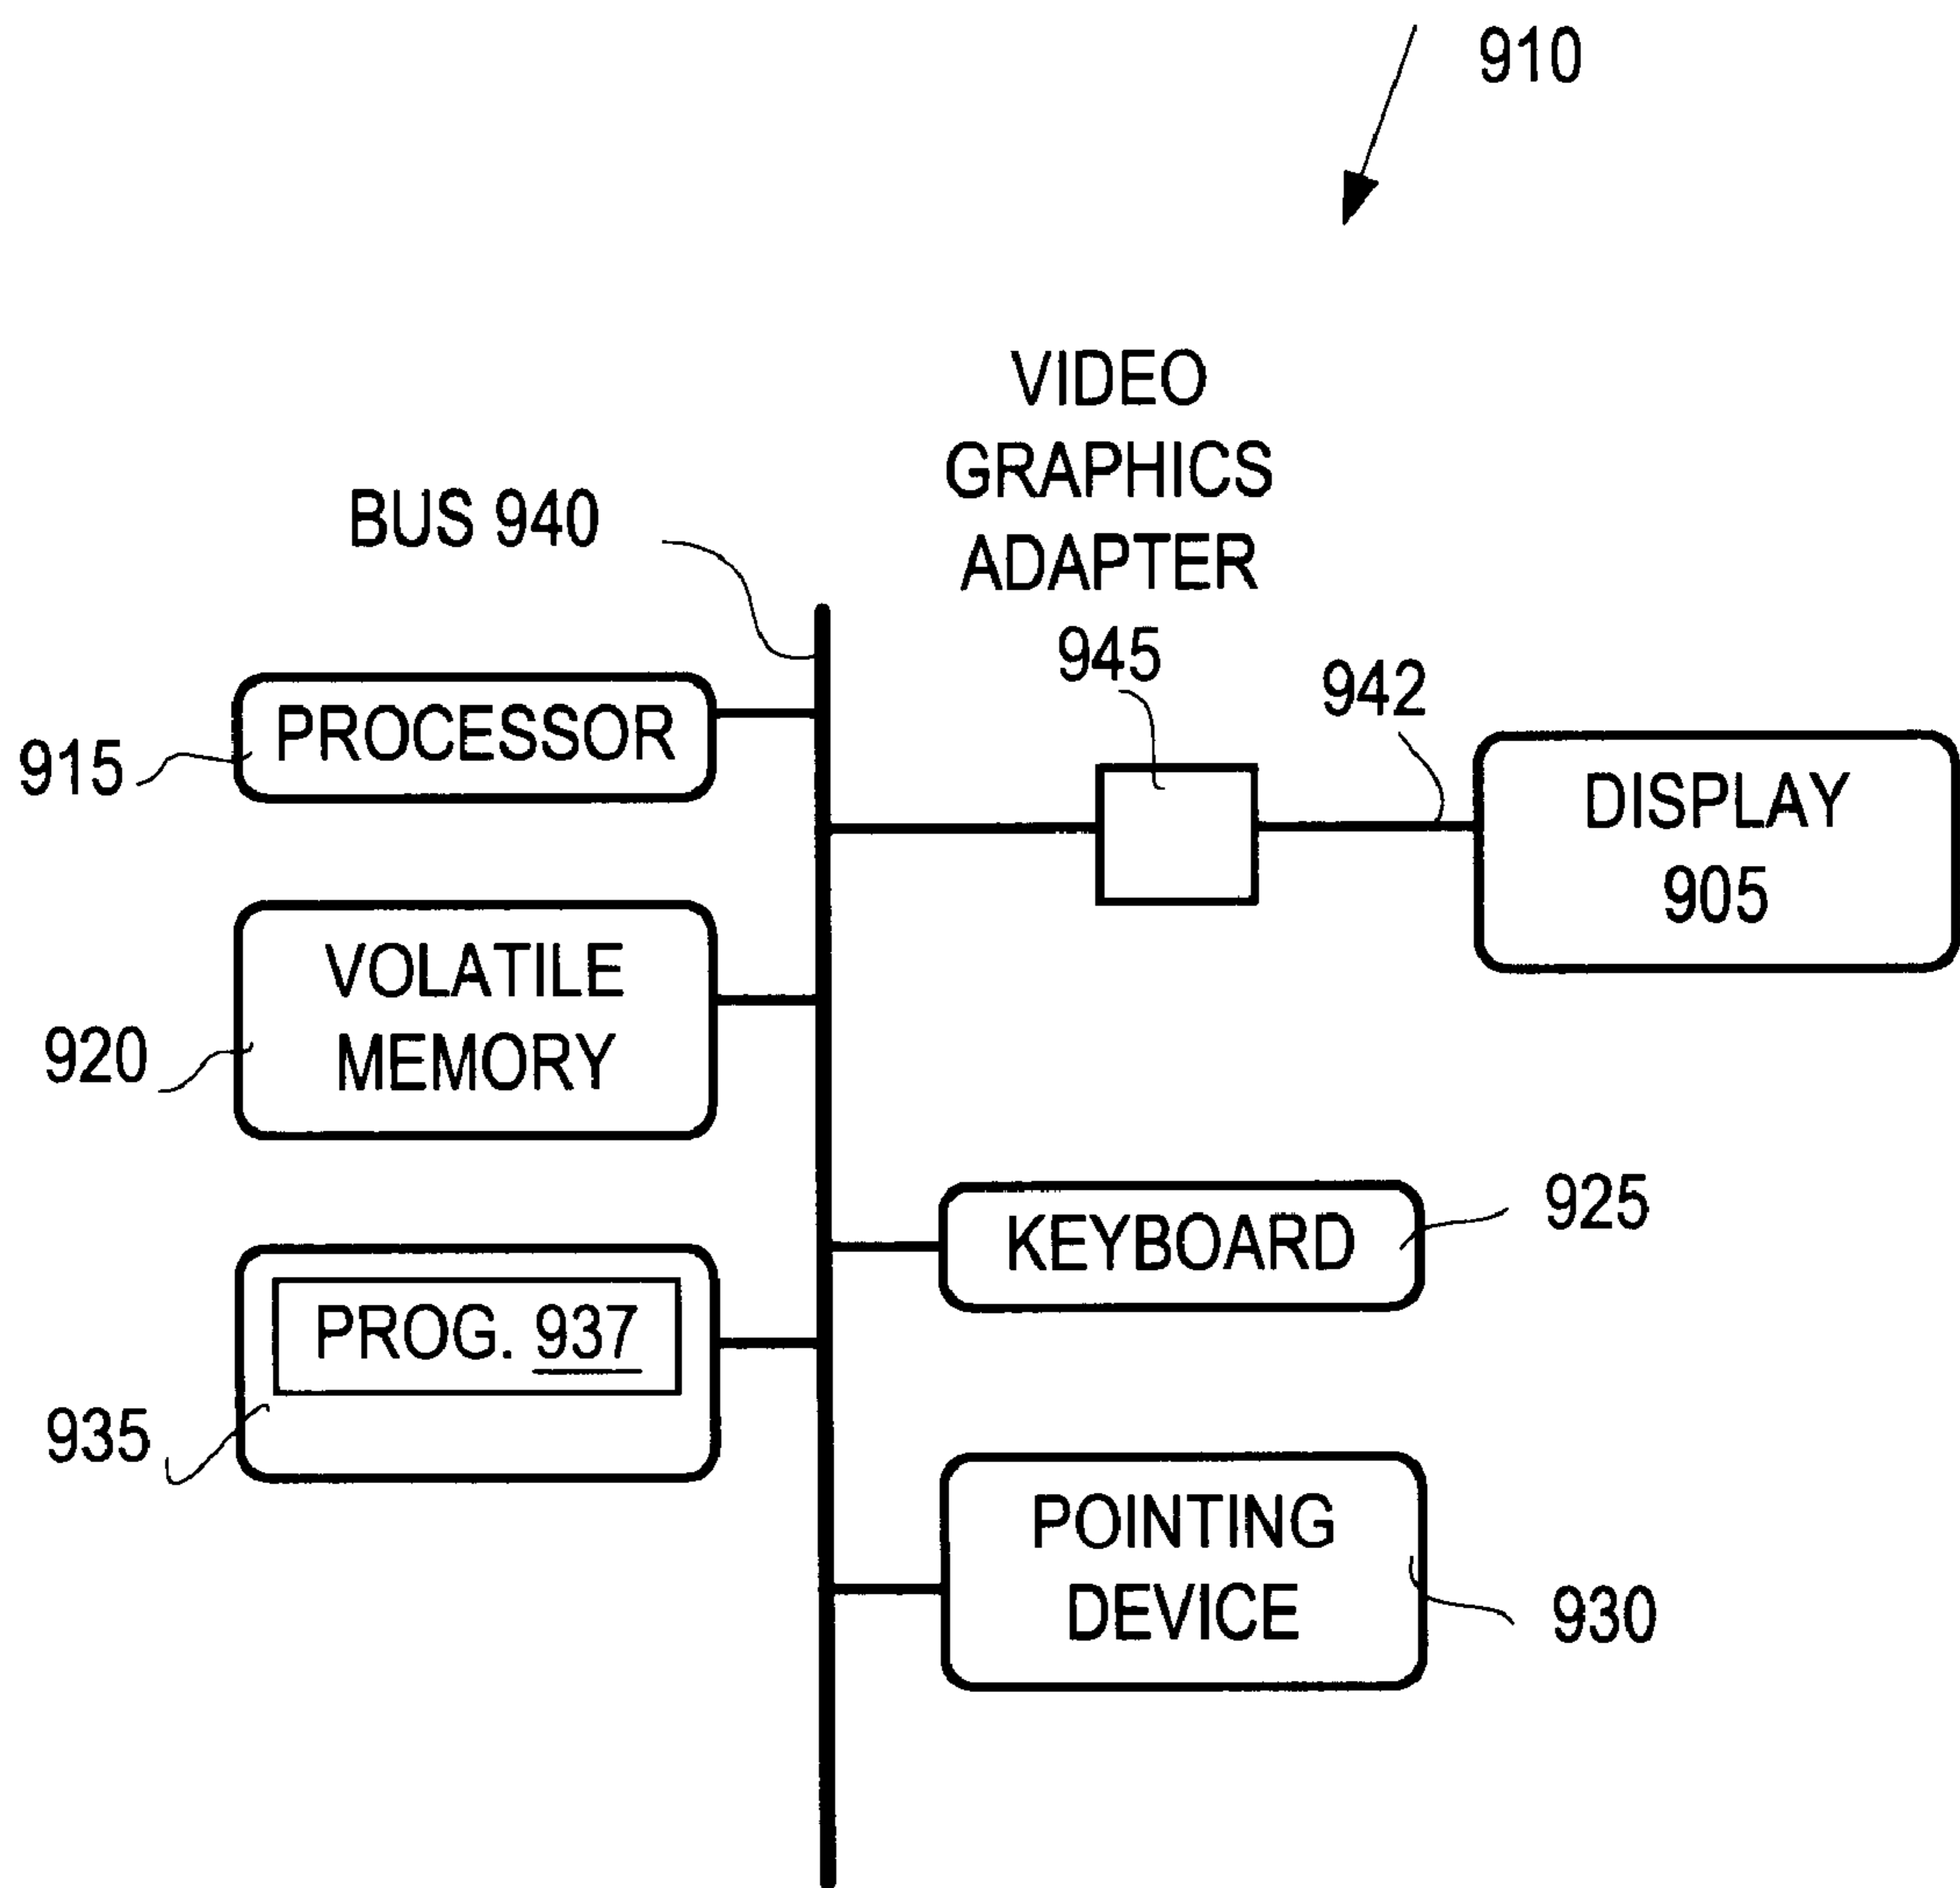 910
VIDEO
GRAPHICS
ADAPTER
945
BUS 940
942
PROCESSOR
915
DISPLAY
905
VOLATILE
MEMORY
920
KEYBOARD
925
PROG. 937
935
POINTING
DEVICE
930